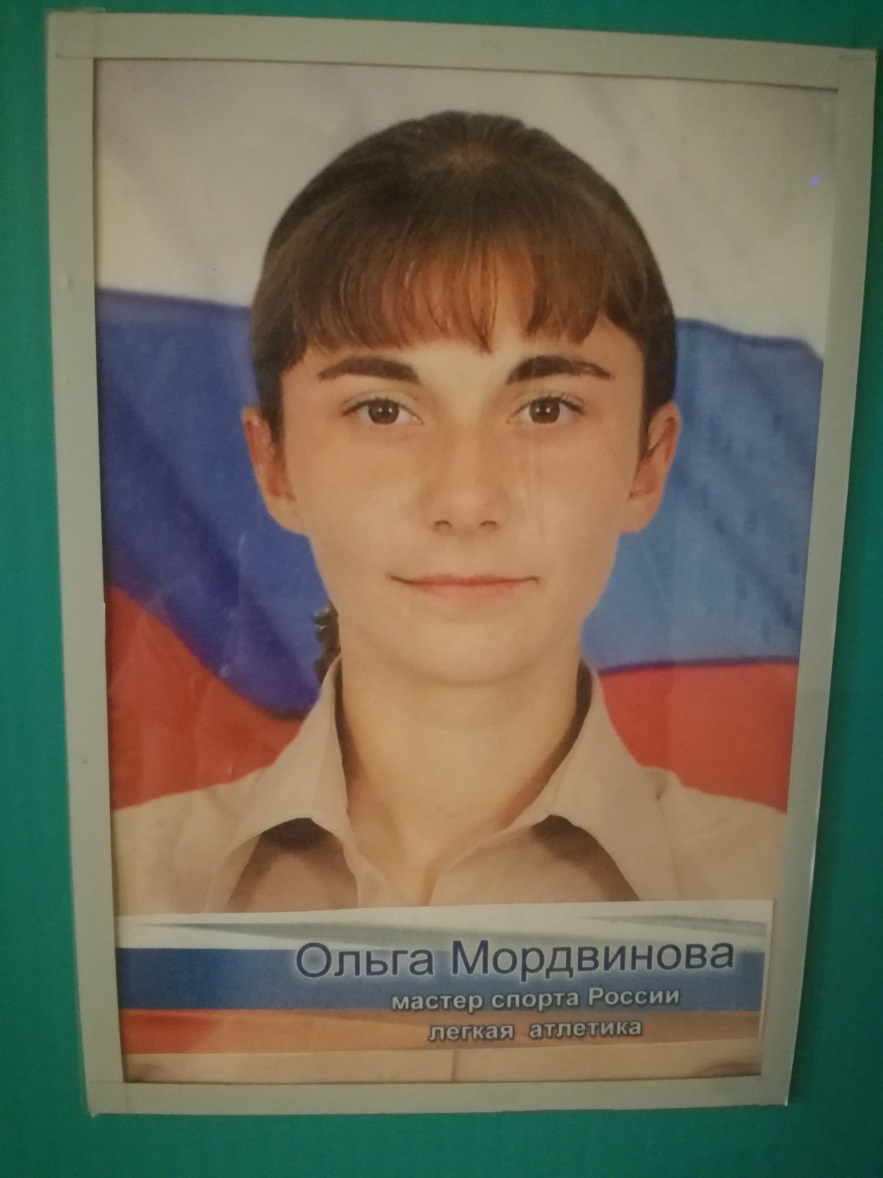 Ольга Мордвинова
мастер спорта России
легкая атлетика